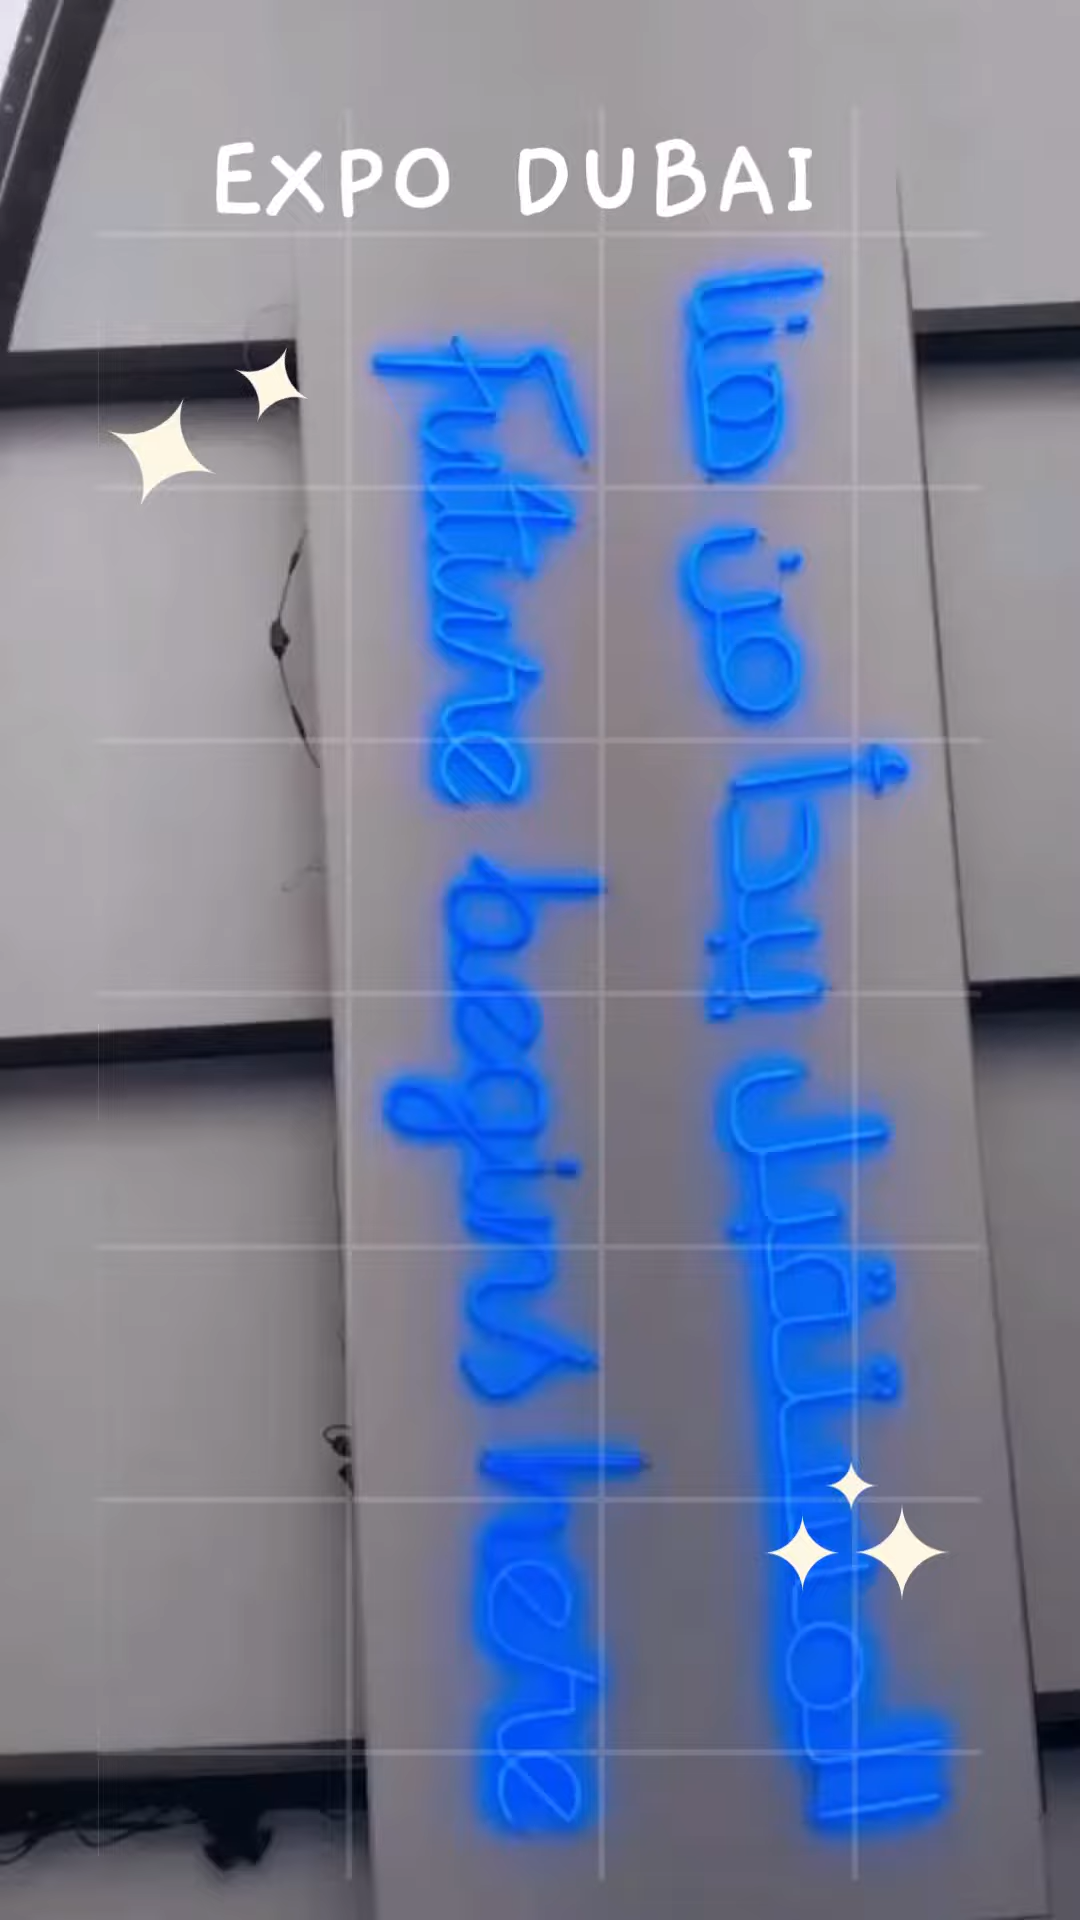 EXPO DUBAI
المستقبل يبدأ من هنا
Future begins here